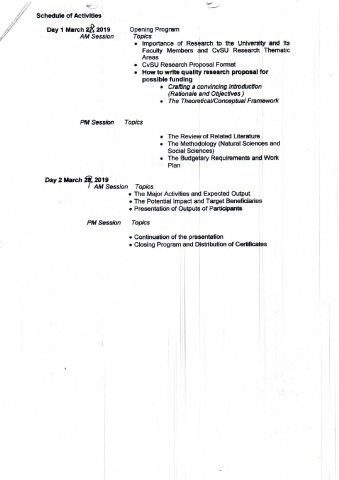 Schedule of Activities
Day 1 March 2, 2019 Opening Program
AM Session Topics
• Importance of Research to the University and its
Faculty Members and CvSU Research Thematic
Areas
• CvSU Research Proposal Format
• How to write quality research proposal for
possible funding
• Crafting a convincing introduction
(Rationale and Objectives )
• The Theoretical/Conceptual Framework
PM Session Topics
• The Review of Related Literature
• The Methodology (Natural Sciences and
Social Sciences)
• The Budgetary Requirements and Work
Plan
Day 2 March 2, 2019
AM Session Topics
• The Major Activities and Expected Output
• The Potential Impact and Target Beneficiaries
• Presentation of Outputs of Participants
PM Session Topics
• Continuation of the presentation
• Closing Program and Distribution of Certificates